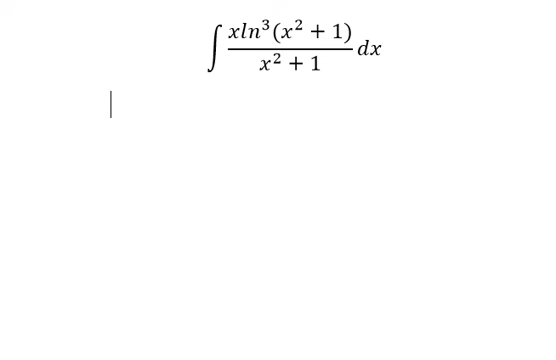 ∫ xln³(x² + 1) / x² + 1 dx